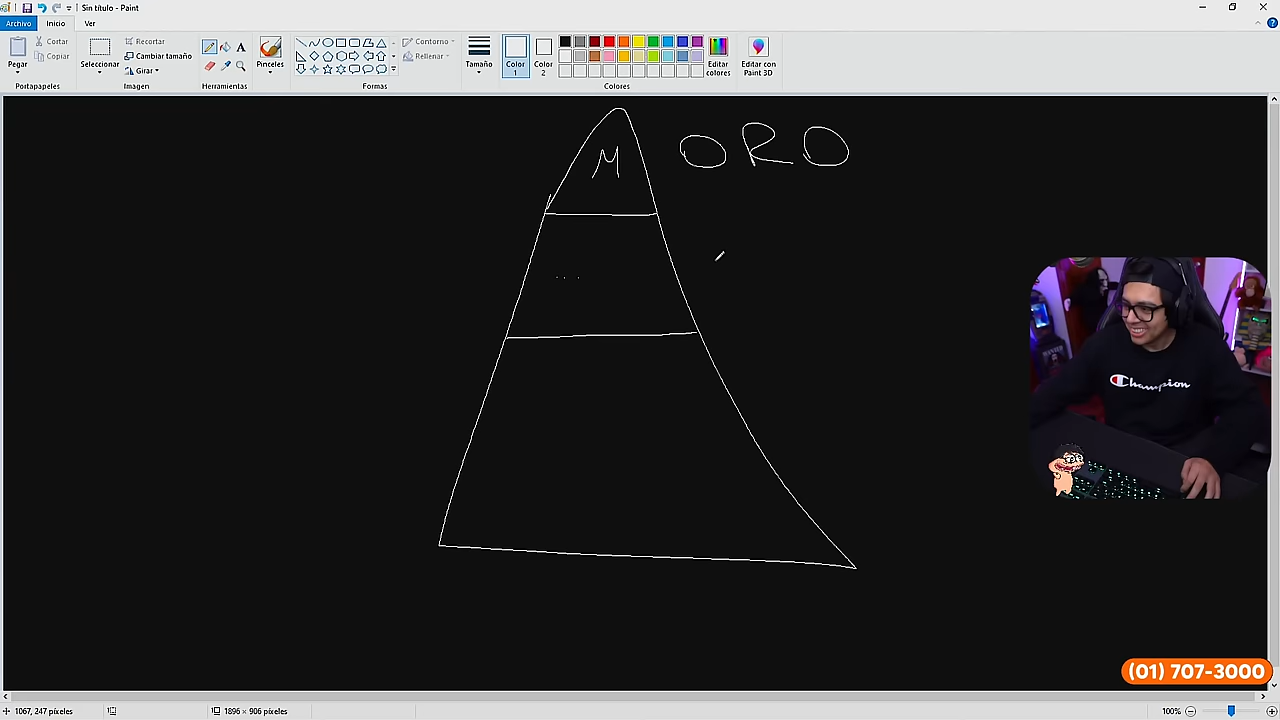 Sin título - Paint
Archivo Inicio Ver
Pegar
Cortar
Copiar
Portapapeles
Seleccionar
Recortar
Cambiar tamaño
Girar
Imagen
A
Herramientas
Pinceles
Contorno
Rellenar
Formas
Tamaño
Color 1
Color 2
Editar colores
Colores
Editar con Paint 3D
M ORO
Champion
(01) 707-3000
1067, 247 píxeles
1896 × 906 píxeles
100%